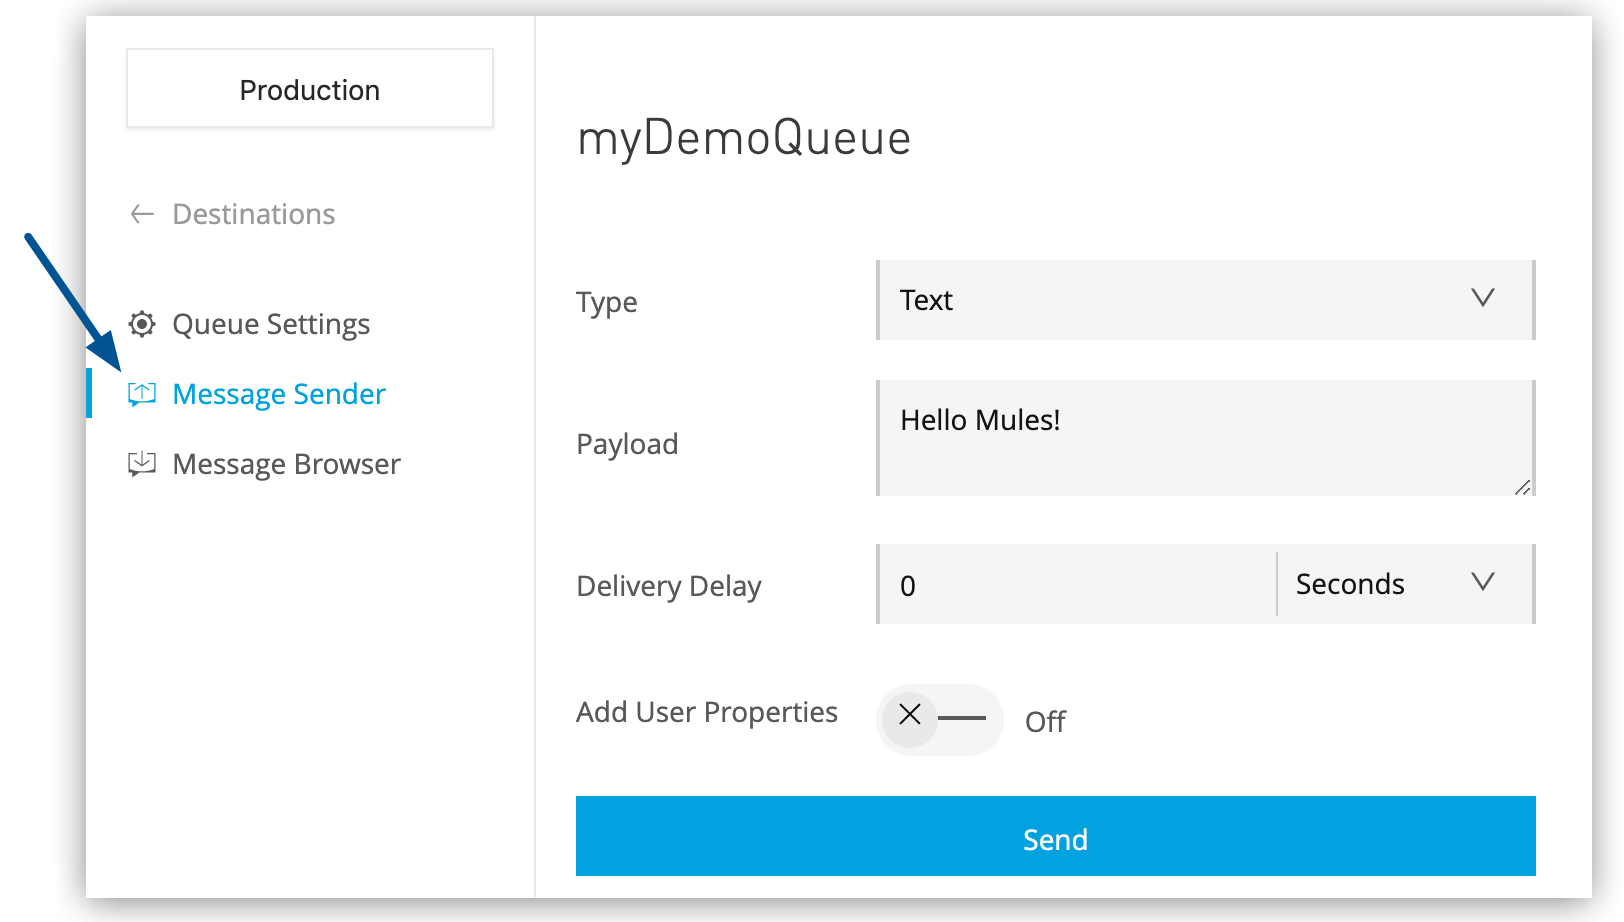 Production
Destinations
Queue Settings
Message Sender
Message Browser
myDemoQueue
Type
Text
Payload
Hello Mules!
Delivery Delay
0
Seconds
Add User Properties
Off
Send